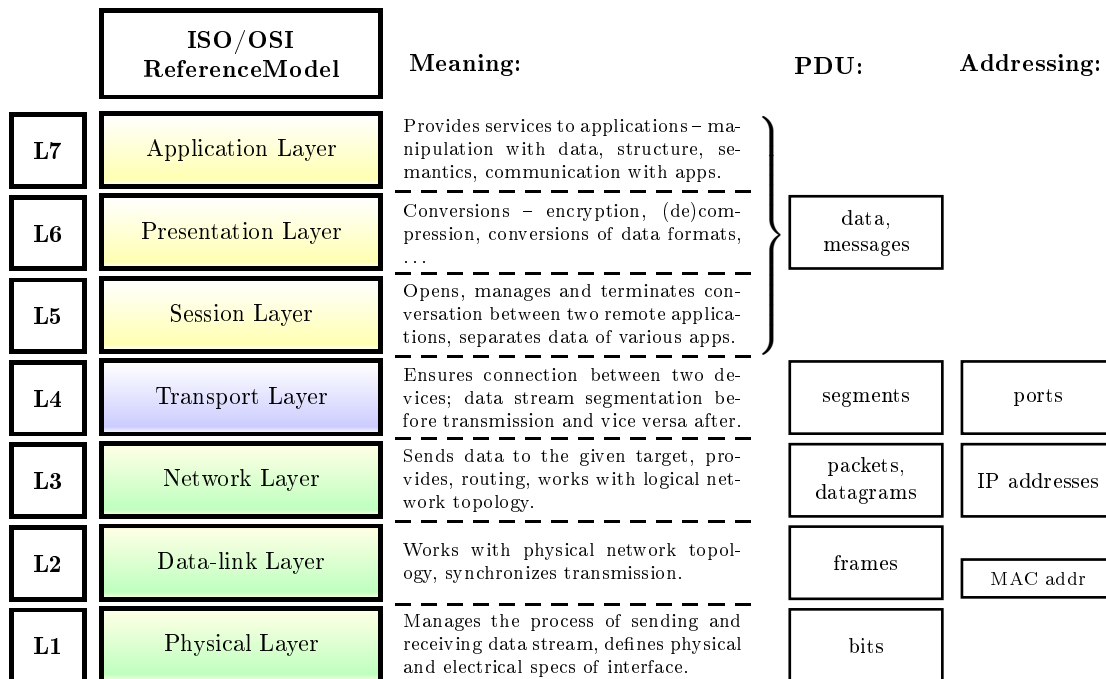 ISO/OSI
ReferenceModel
Meaning:
PDU:
Addressing:
L7
Application Layer
Provides services to applications – ma-
nipulation with data, structure, se-
mantics, communication with apps.
L6
Presentation Layer
Conversions – encryption, (de)com-
pression, conversions of data formats,
...
data,
messages
L5
Session Layer
Opens, manages and terminates con-
versation between two remote applica-
tions, separates data of various apps.
L4
Transport Layer
Ensures connection between two de-
vices; data stream segmentation be-
fore transmission and vice versa after.
segments
ports
L3
Network Layer
Sends data to the given target, pro-
vides, routing, works with logical net-
work topology.
packets,
datagrams
IP addresses
L2
Data-link Layer
Works with physical network topol-
ogy, synchronizes transmission.
frames
MAC addr
L1
Physical Layer
Manages the process of sending and
receiving data stream, defines physical
and electrical specs of interface.
bits